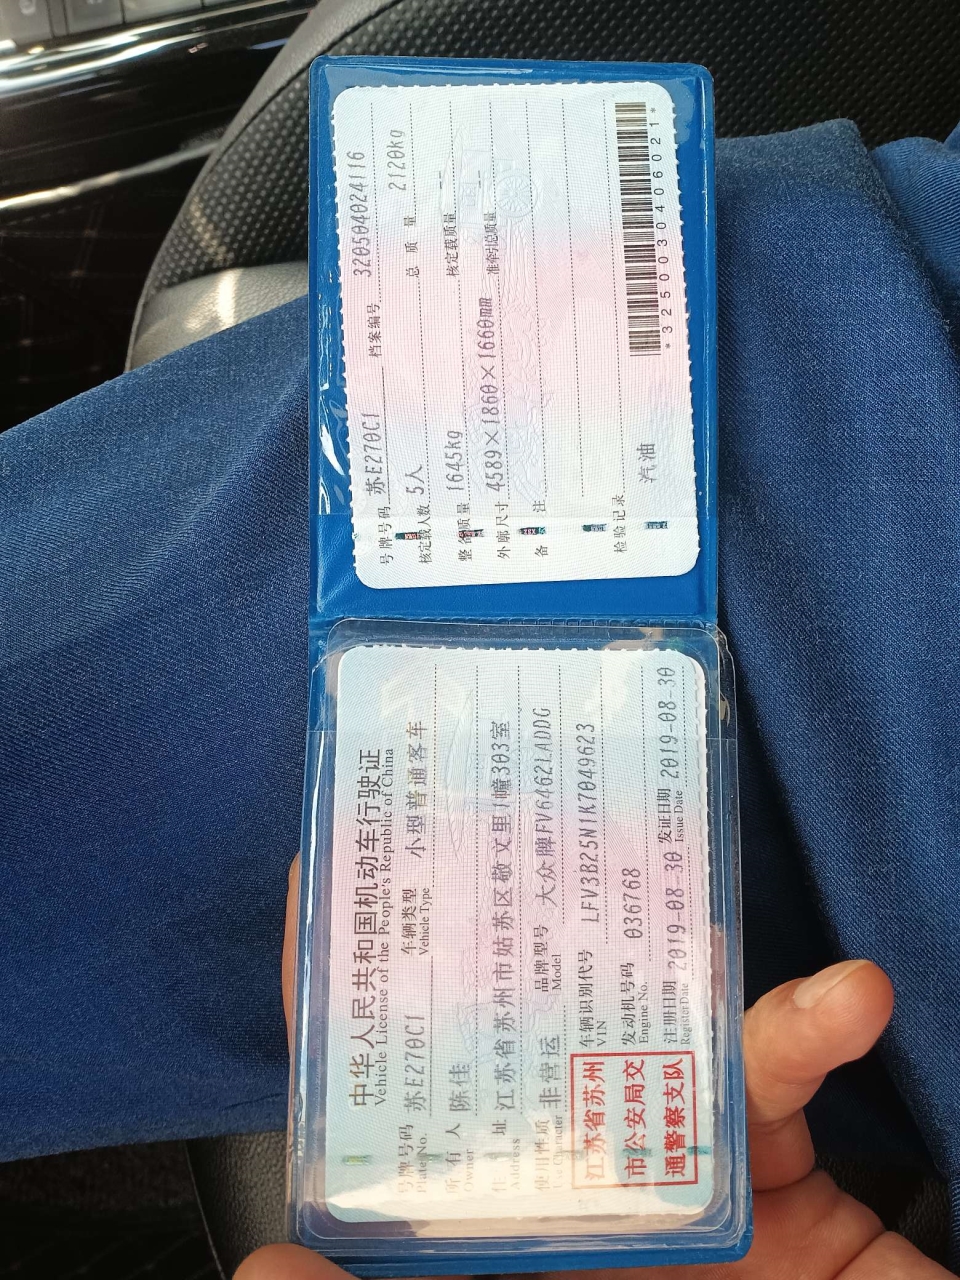 中华人民共和国机动车行驶证
Vehicle License of the People's Republic of China
号牌号码 苏E270C1 车辆类型 小型普通客车
Plate No. Vehicle Type
所有人 陈佳
Owner
住址 江苏省苏州市姑苏区敬文里1幢303室
Address
使用性质 非营运 品牌型号 大众牌FV6462LADDG
Use Character Model
江苏省苏州
市公安局交
通警察支队
车辆识别代号 LFV3B25N1K7049623
VIN
发动机号码 036768
Engine No.
注册日期 2019-08-30 发证日期 2019-08-30
Register Date Issue Date
号牌号码 苏E270C1 档案编号 320504024116
核定载人数 5人 总质量 2120kg
整备质量 1645kg 核定载质量 --
外廓尺寸 4589×1860×1660mm 准牵引总质量 --
备注
检验记录
汽油
*3250030406021*